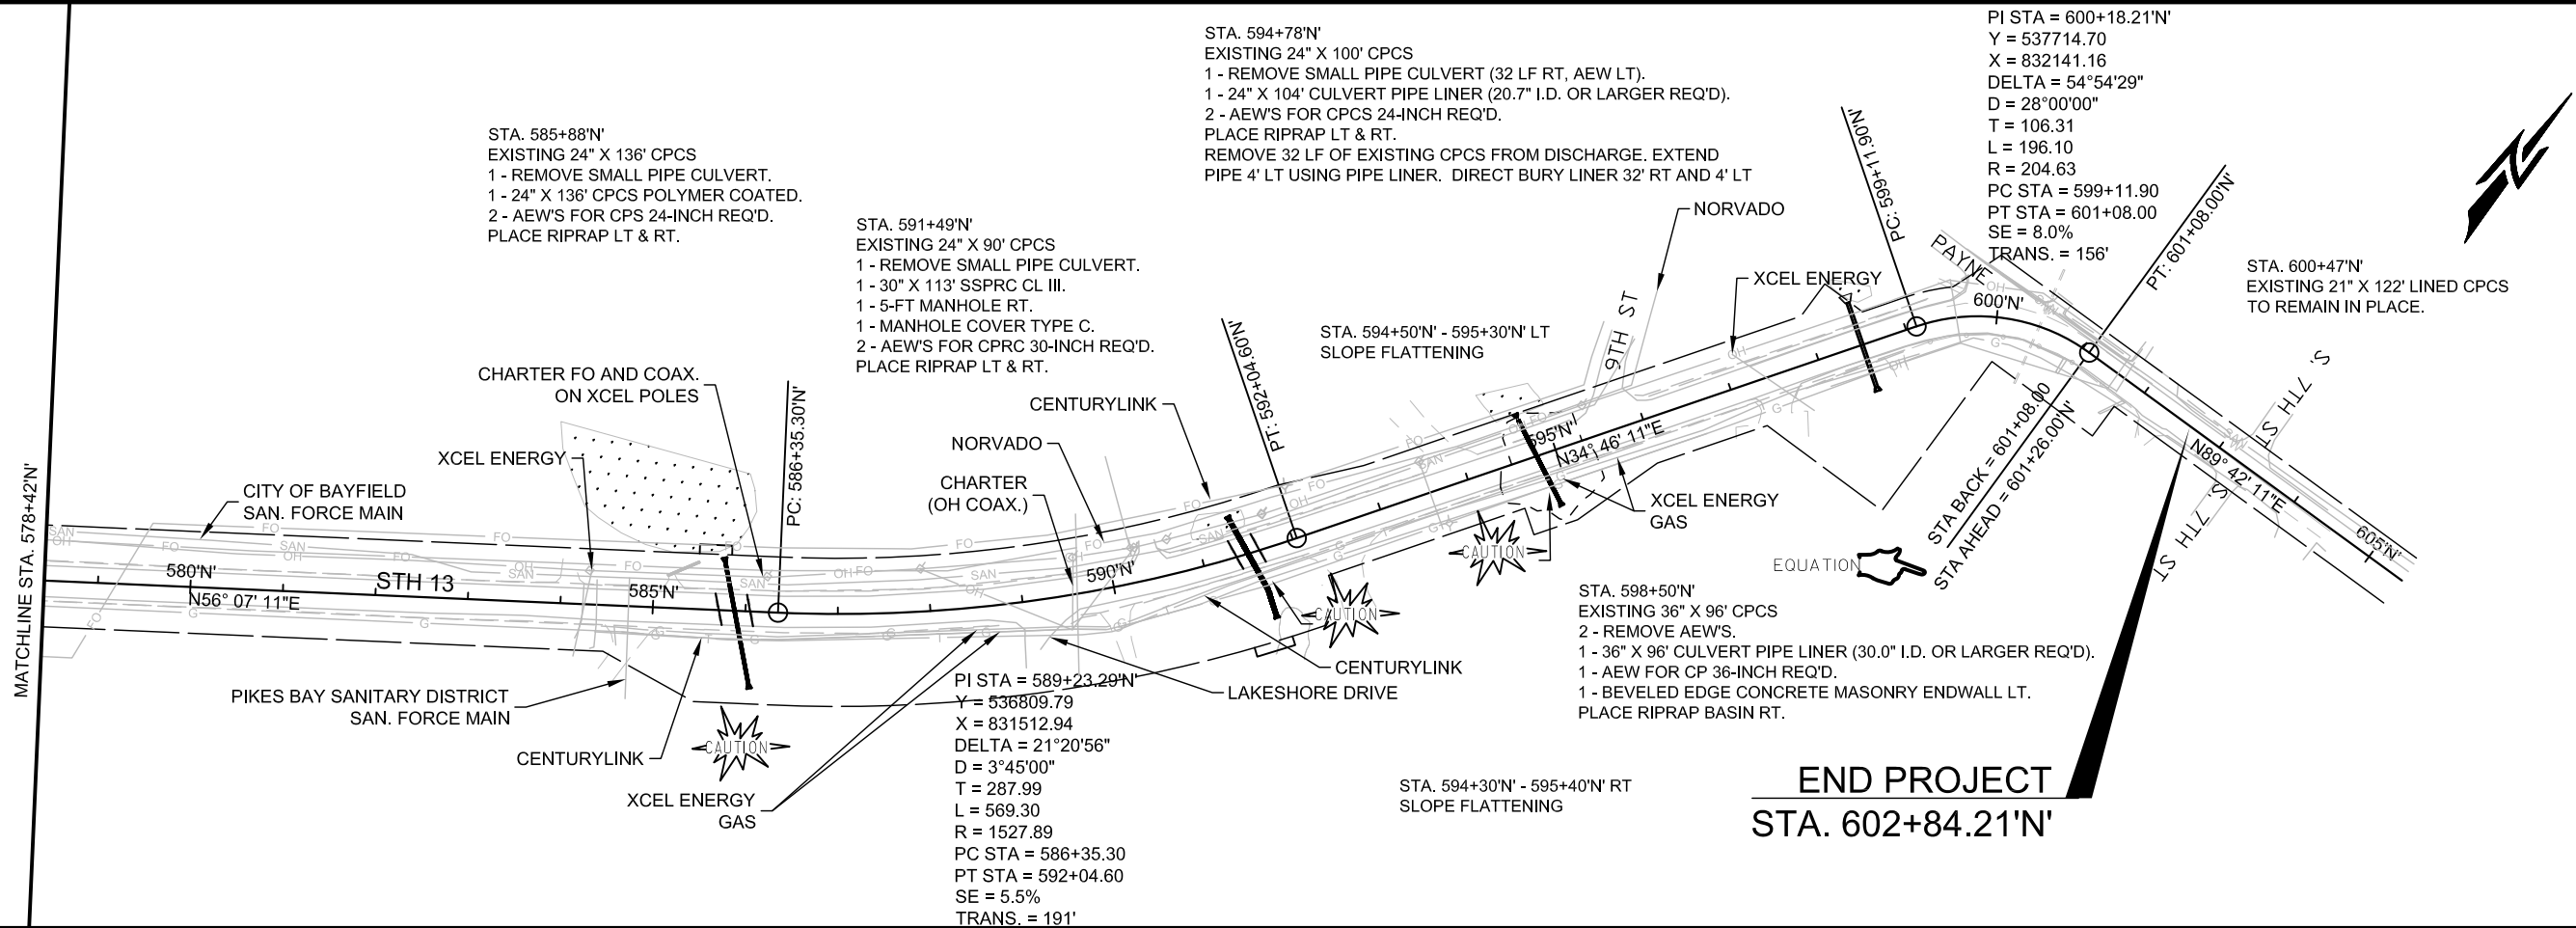 STA. 585+88'N'
EXISTING 24" X 136' CPCS
1 - REMOVE SMALL PIPE CULVERT.
1 - 24" X 136' CPCS POLYMER COATED.
2 - AEW'S FOR CPS 24-INCH REQ'D.
PLACE RIPRAP LT & RT.
STA. 591+49'N'
EXISTING 24" X 90' CPCS
1 - REMOVE SMALL PIPE CULVERT.
1 - 30" X 113' SSPRC CL III.
1 - 5-FT MANHOLE RT.
1 - MANHOLE COVER TYPE C.
2 - AEW'S FOR CPRC 30-INCH REQ'D.
PLACE RIPRAP LT & RT.
STA. 594+78'N'
EXISTING 24" X 100' CPCS
1 - REMOVE SMALL PIPE CULVERT (32 LF RT, AEW LT).
1 - 24" X 104' CULVERT PIPE LINER (20.7" I.D. OR LARGER REQ'D).
2 - AEW'S FOR CPCS 24-INCH REQ'D.
PLACE RIPRAP LT & RT.
REMOVE 32 LF OF EXISTING CPCS FROM DISCHARGE. EXTEND
PIPE 4' LT USING PIPE LINER. DIRECT BURY LINER 32' RT AND 4' LT
PI STA = 600+18.21'N'
Y = 537714.70
X = 832141.16
DELTA = 54°54'29"
D = 28°00'00"
T = 106.31
L = 196.10
R = 204.63
PC STA = 599+11.90
PT STA = 601+08.00
SE = 8.0%
TRANS. = 156'
STA. 600+47'N'
EXISTING 21" X 122' LINED CPCS
TO REMAIN IN PLACE.
NORVADO
XCEL ENERGY
PC: 599+11.90'N'
PAYNE
600'N'
PT: 601+08.00'N'
9TH ST
STA. 594+50'N' - 595+30'N' LT
SLOPE FLATTENING
PT: 592+04.60'N'
CHARTER FO AND COAX.
ON XCEL POLES
PC: 586+35.30'N'
CENTURYLINK
NORVADO
CHARTER
(OH COAX.)
XCEL ENERGY
CITY OF BAYFIELD
SAN. FORCE MAIN
MATCHLINE STA. 578+42'N'
580'N'
N56° 07' 11"E
STH 13
585'N'
590'N'
595'N'
N34° 46' 11"E
XCEL ENERGY
GAS
S. 7TH ST
S. 7TH ST
N89° 42' 11"E
605'N'
STA BACK = 601+08.00
STA AHEAD = 601+26.00'N'
EQUATION
CAUTION
CAUTION
CAUTION
CENTURYLINK
LAKESHORE DRIVE
PIKES BAY SANITARY DISTRICT
SAN. FORCE MAIN
CENTURYLINK
XCEL ENERGY
GAS
PI STA = 589+23.29'N'
Y = 536809.79
X = 831512.94
DELTA = 21°20'56"
D = 3°45'00"
T = 287.99
L = 569.30
R = 1527.89
PC STA = 586+35.30
PT STA = 592+04.60
SE = 5.5%
TRANS. = 191'
STA. 598+50'N'
EXISTING 36" X 96' CPCS
2 - REMOVE AEW'S.
1 - 36" X 96' CULVERT PIPE LINER (30.0" I.D. OR LARGER REQ'D).
1 - AEW FOR CP 36-INCH REQ'D.
1 - BEVELED EDGE CONCRETE MASONRY ENDWALL LT.
PLACE RIPRAP BASIN RT.
STA. 594+30'N' - 595+40'N' RT
SLOPE FLATTENING
END PROJECT
STA. 602+84.21'N'